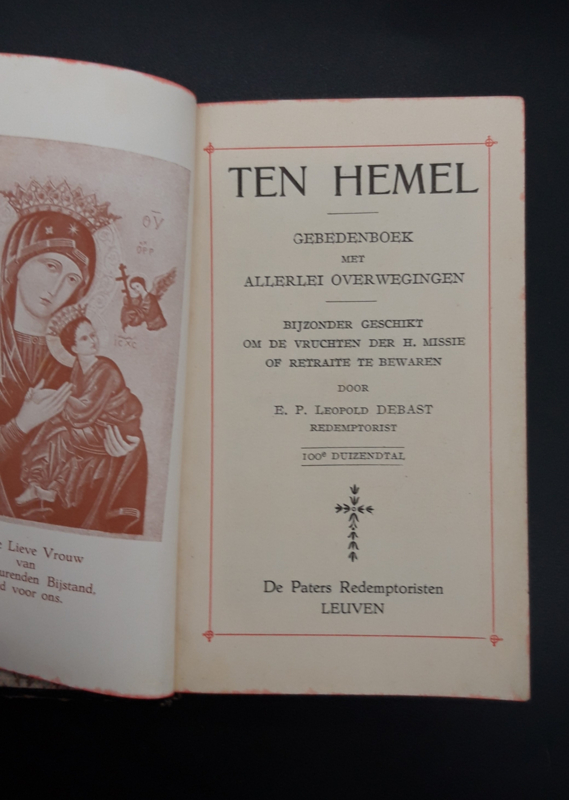 Lieve Vrouw
van
Bijstand,
voor ons.
TEN HEMEL
GEBEDENBOEK
MET
ALLERLEI OVERWEGINGEN
BIJZONDER GESCHIKT
OM DE VRUCHTEN DER H. MISSIE
OF RETRAITE TE BEWAREN
DOOR
E. P. Leopold DEBAST
REDEMPTORIST
100e DUIZENDTAL
De Paters Redemptoristen
LEUVEN